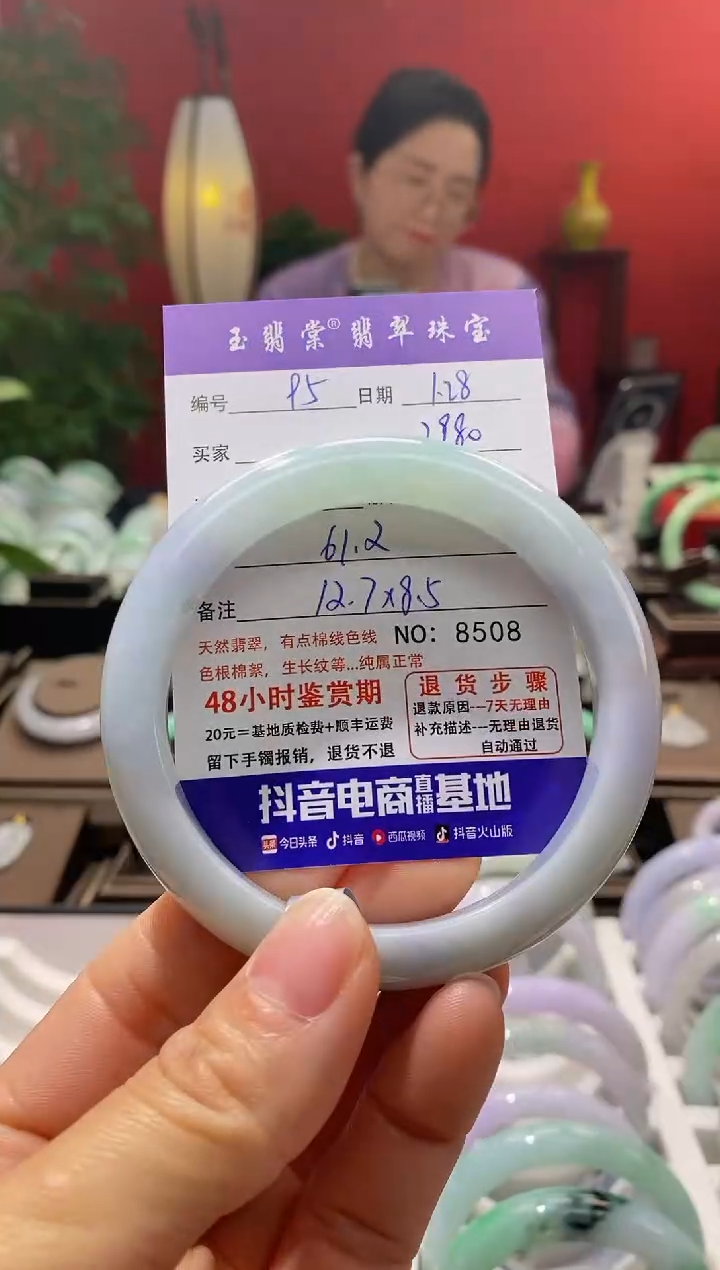 玉翡棠®翡翠珠宝
编号 85 日期 1.28
买家 2980
61.2
备注 12.7x8.5
天然翡翠，有点棉线色线 NO：8508
色根棉絮，生长纹等...纯属正常
48小时鉴赏期
20元=基地质检费+顺丰运费
留下手镯报销，退货不退
退货步骤
退款原因---7天无理由
补充描述---无理由退货
自动通过
抖音电商直播基地
头条 今日头条 抖音 西瓜视频 抖音火山版